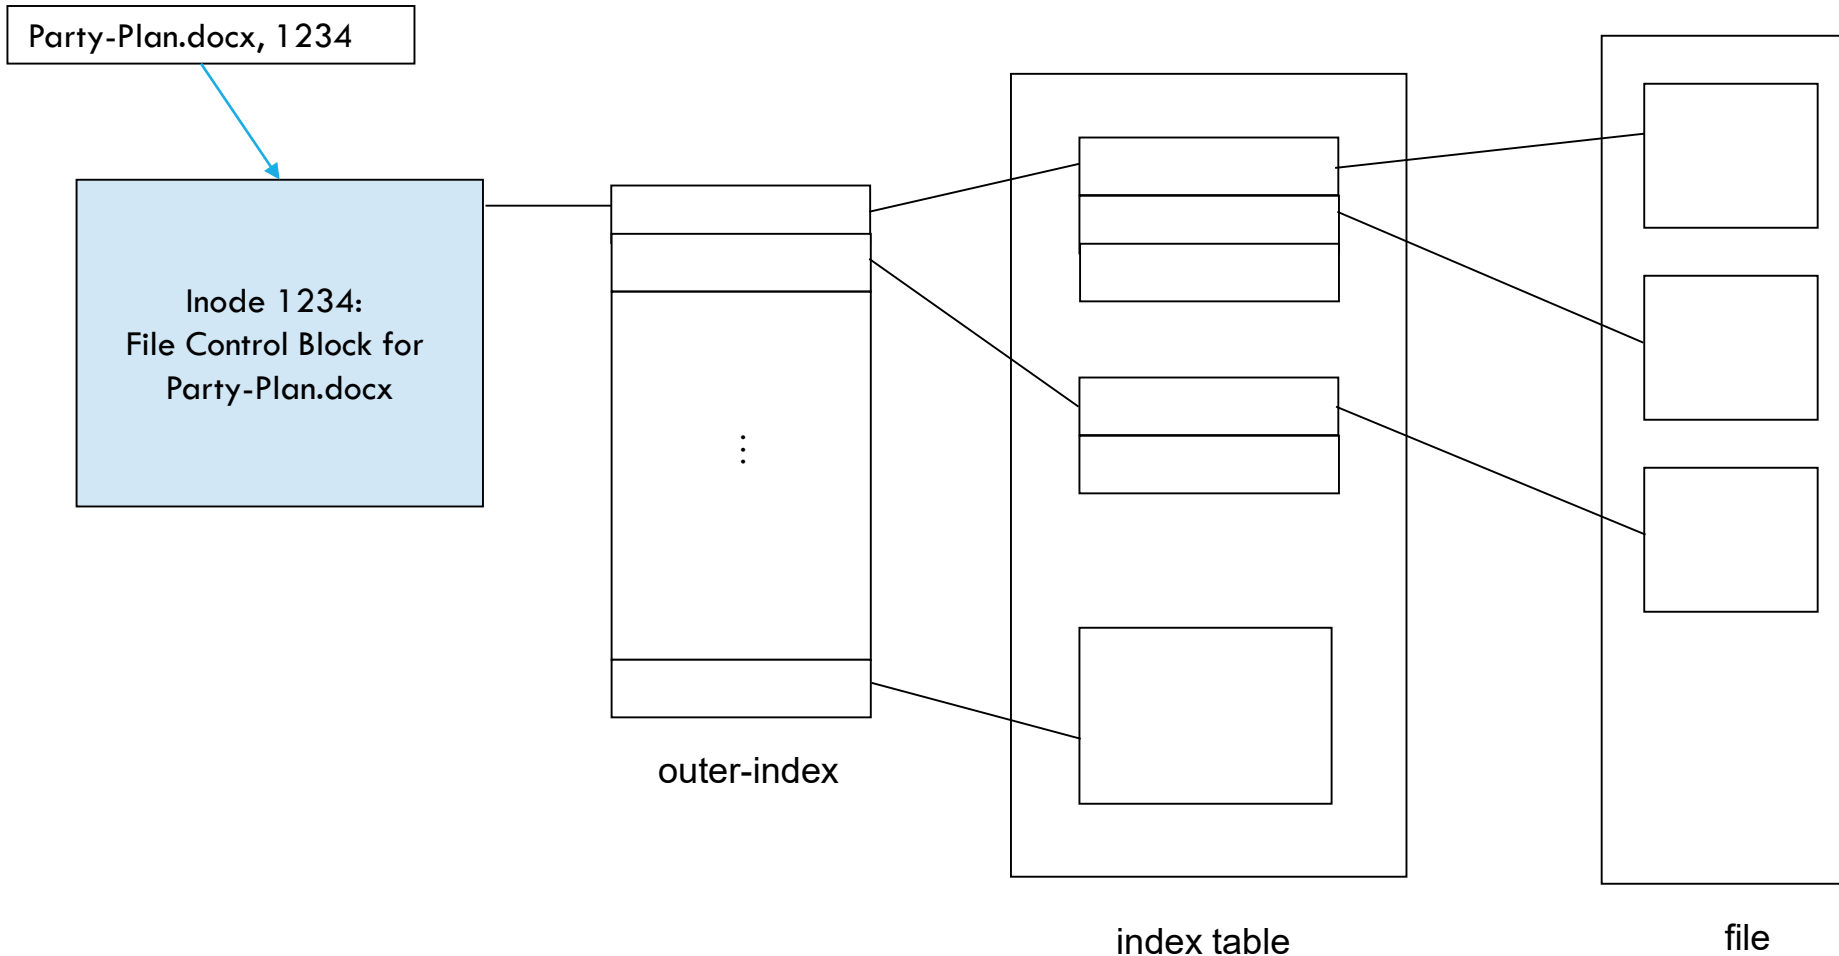 Party-Plan.docx, 1234
Inode 1234:
File Control Block for
Party-Plan.docx
⋮
outer-index
index table
file